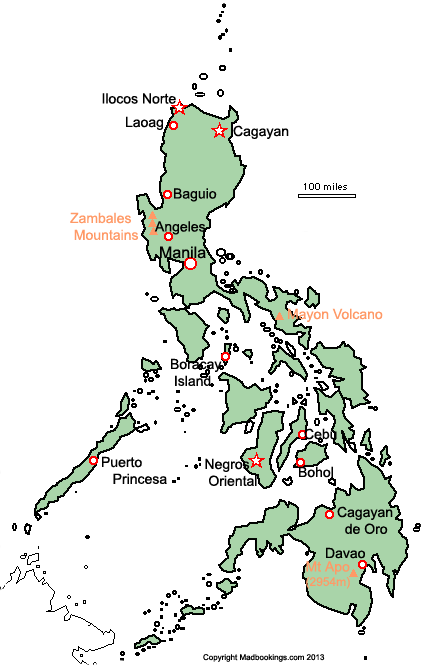 Ilocos Norte
Laoag
Cagayan
100 miles
Baguio
Zambales
Mountains
Angeles
Manila
Mayon Volcano
Boracay
Island
Cebu
Puerto
Princesa
Negros
Oriental
Bohol
Cagayan
de Oro
Davao
Mt Apo
(2954m)
Copyright Madbookings.com 2013